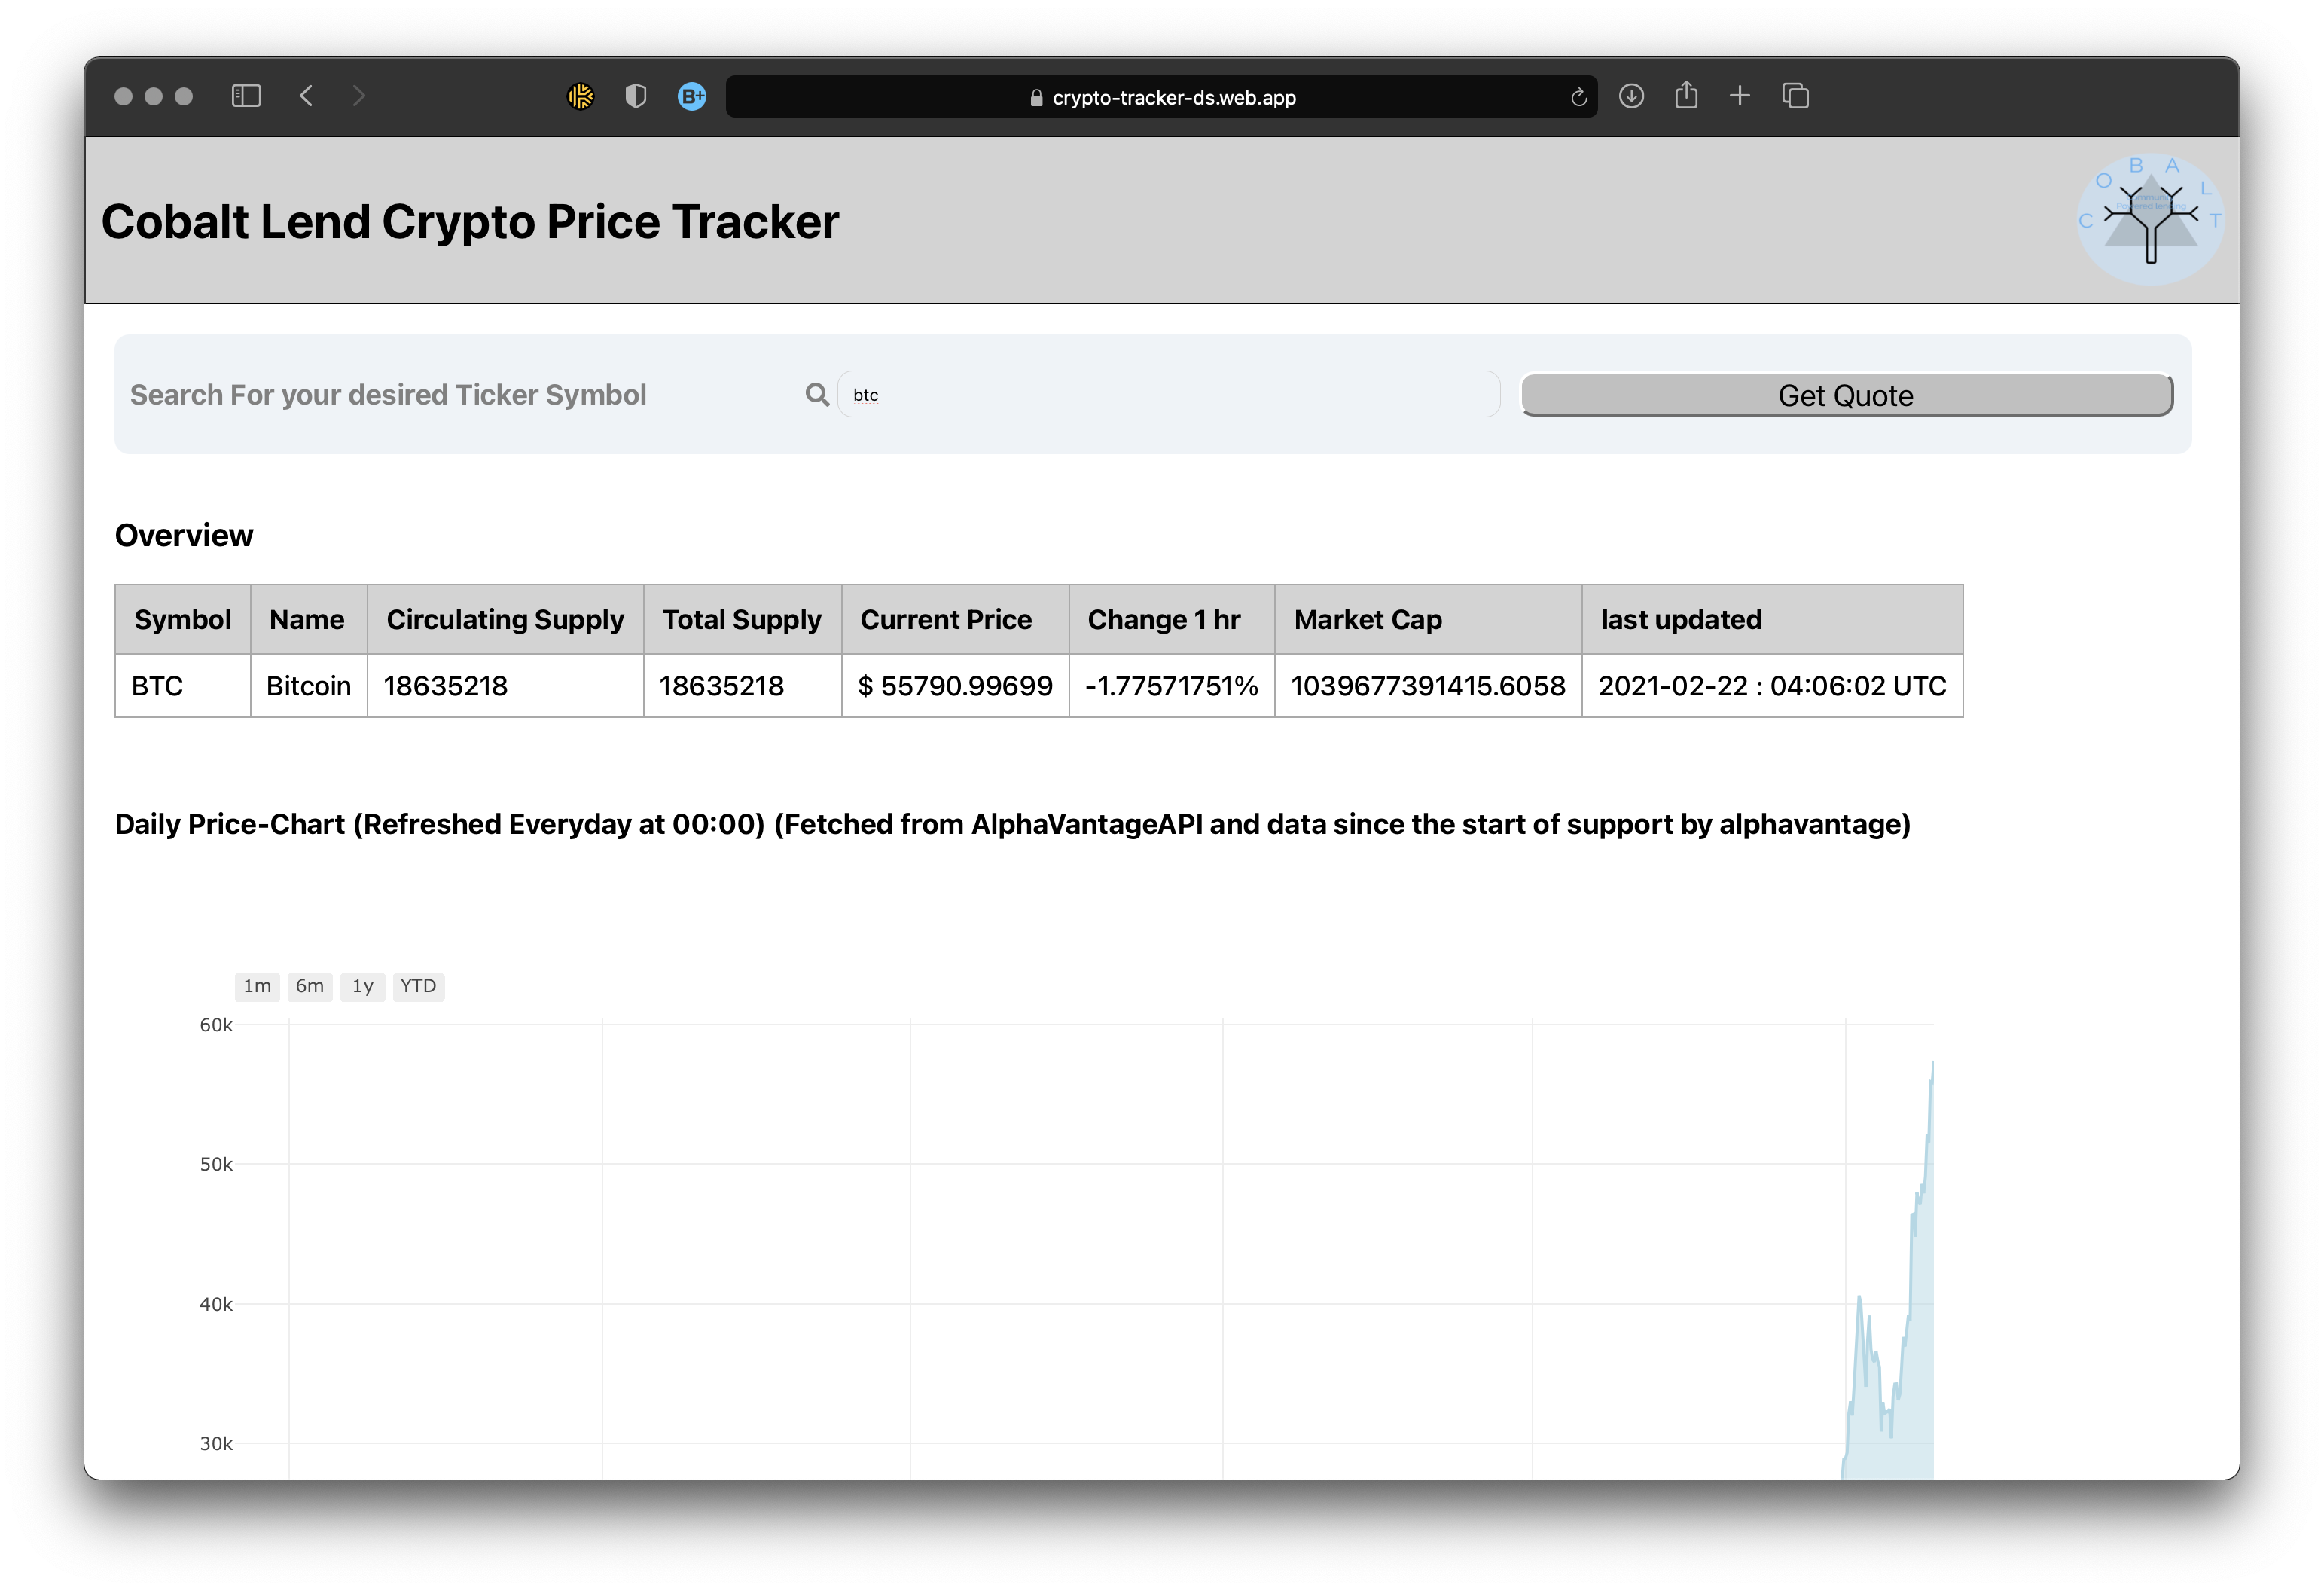 B+
crypto-tracker-ds.web.app
Cobalt Lend Crypto Price Tracker
C O B A L T
Powered lending
Search For your desired Ticker Symbol
btc
Get Quote
Overview
Symbol Name Circulating Supply Total Supply Current Price Change 1 hr Market Cap last updated
BTC Bitcoin 18635218 18635218 $ 55790.99699 -1.77571751% 1039677391415.6058 2021-02-22 : 04:06:02 UTC
Daily Price-Chart (Refreshed Everyday at 00:00) (Fetched from AlphaVantageAPI and data since the start of support by alphavantage)
1m 6m 1y YTD
60k
50k
40k
30k